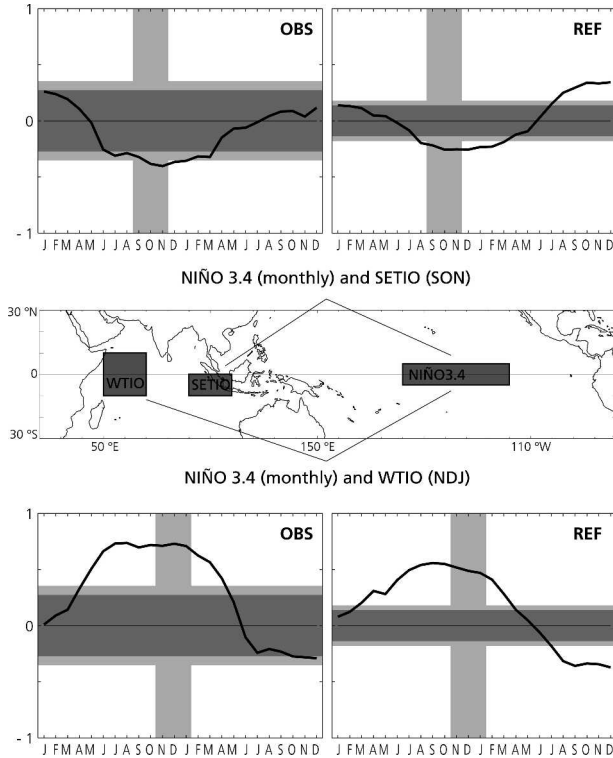 1
OBS
REF
0
- 1
J F M A M J J A S O N D J F M A M J J A S O N D
J F M A M J J A S O N D J F M A M J J A S O N D
NIÑO 3.4 (monthly) and SETIO (SON)
30 °N
0
30°S
WTIO
SETIO
NIÑO3.4
50 °E
150 °E
110 °W
NIÑO 3.4 (monthly) and WTIO (NDJ)
1
OBS
REF
0
- 1
J F M A M J J A S O N D J F M A M J J A S O N D
J F M A M J J A S O N D J F M A M J J A S O N D